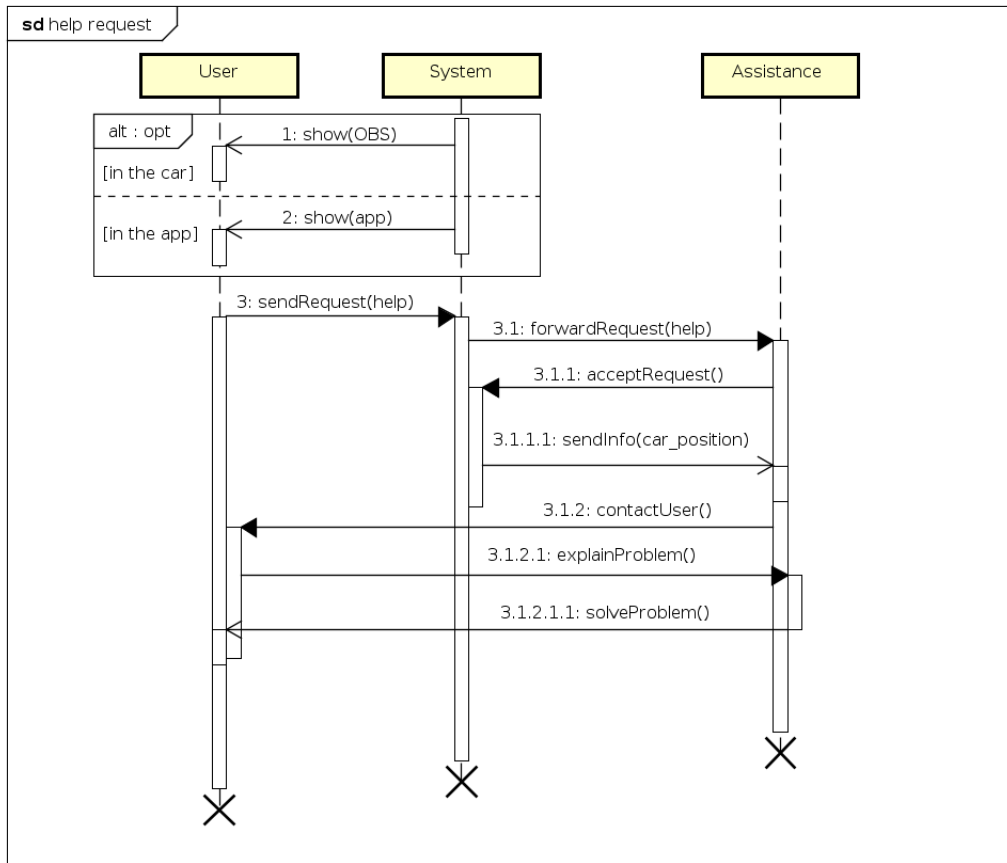 sd help request
User
System
Assistance
alt : opt
1: show(OBS)
[in the car]
2: show(app)
[in the app]
3: sendRequest(help)
3.1: forwardRequest(help)
3.1.1: acceptRequest()
3.1.1.1: sendInfo(car_position)
3.1.2: contactUser()
3.1.2.1: explainProblem()
3.1.2.1.1: solveProblem()